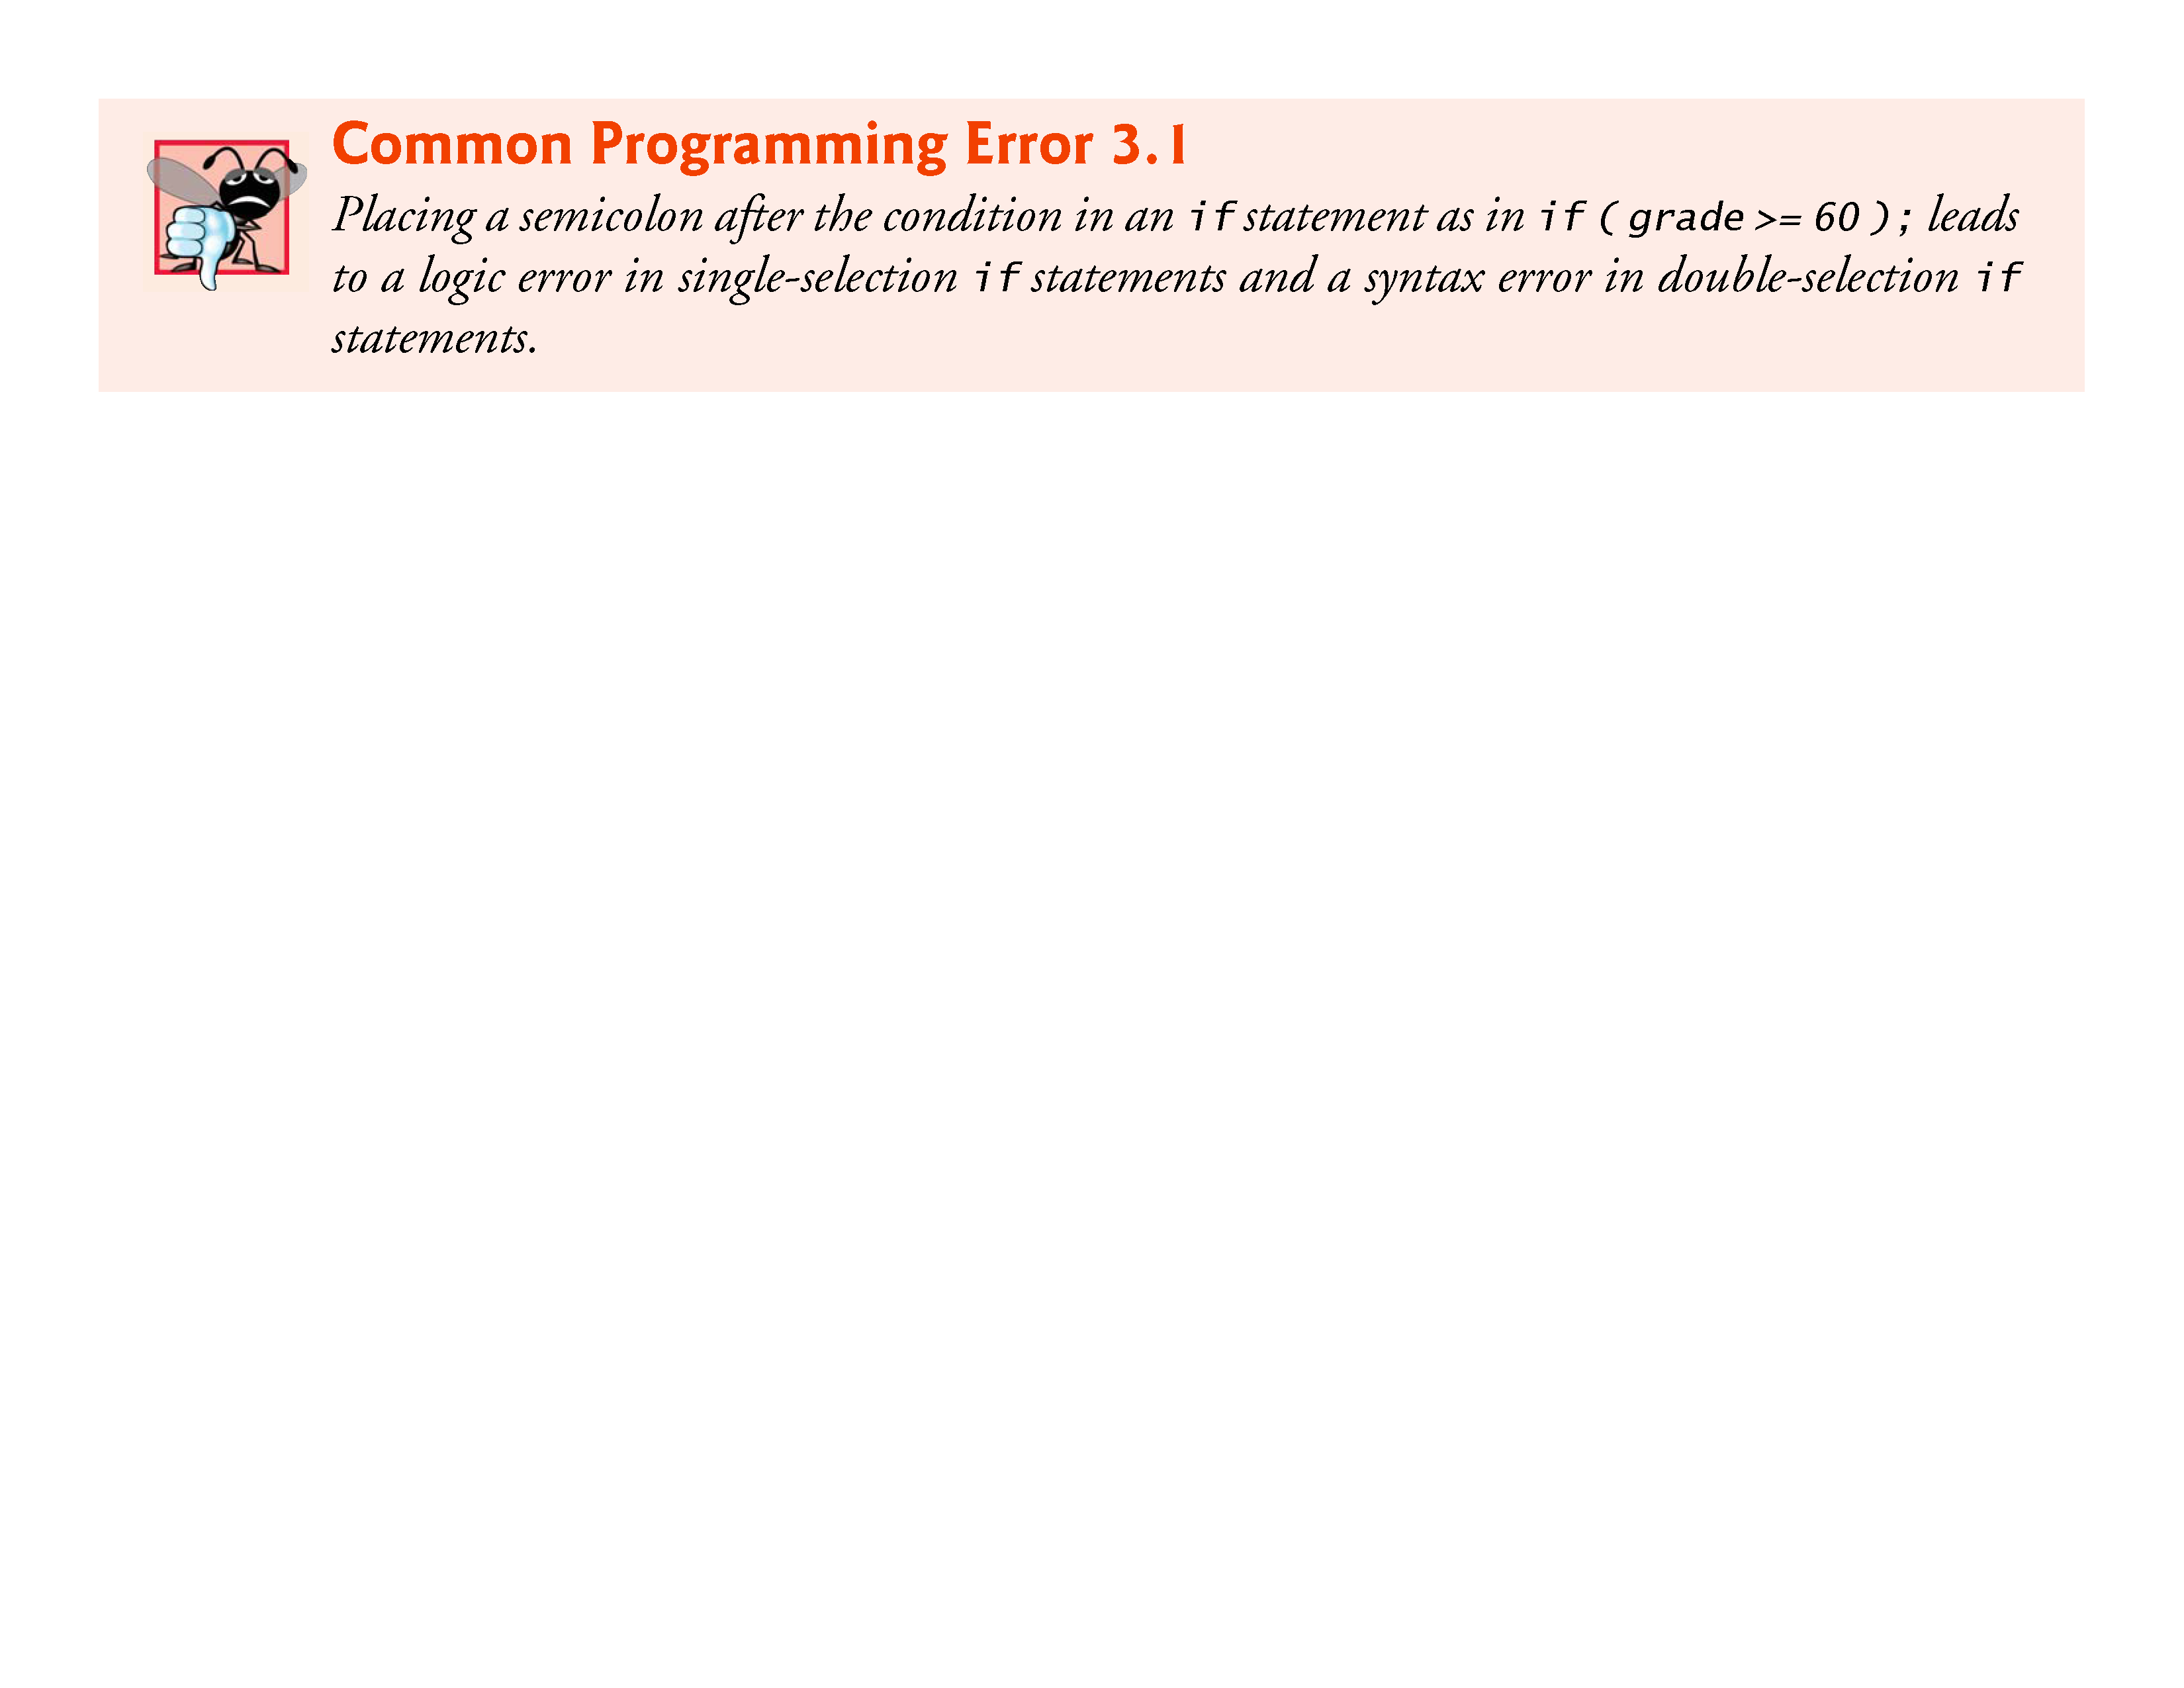 Common Programming Error 3.1
Placing a semicolon after the condition in an if statement as in if ( grade >= 60 ); leads
to a logic error in single-selection if statements and a syntax error in double-selection if
statements.